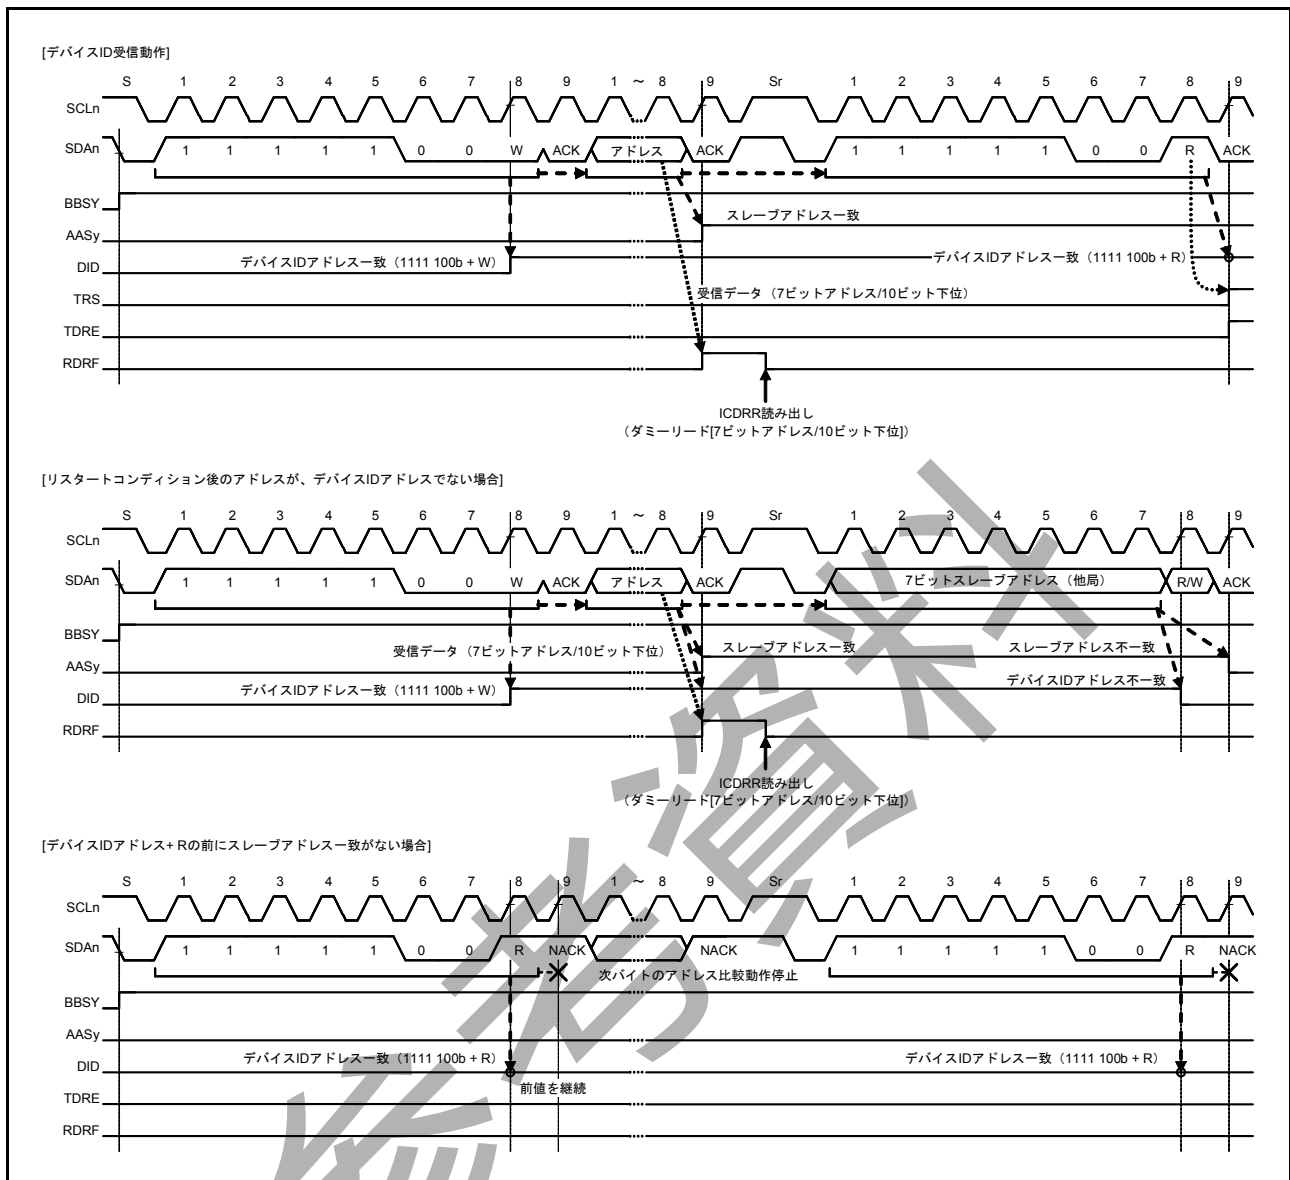 [デバイスID受信動作]
S 1 2 3 4 5 6 7 8 9 1 ~ 8 9 Sr 1 2 3 4 5 6 7 8 9
SCLn
SDAn 1 1 1 1 1 0 0 W ACK アドレス ACK 1 1 1 1 1 0 0 R ACK
BBSY
スレーブアドレス一致
AASy
デバイスIDアドレス一致（1111 100b + W） デバイスIDアドレス一致（1111 100b + R）
DID
受信データ（7ビットアドレス/10ビット下位）
TRS
TDRE
RDRF
ICDRR読み出し
（ダミーリード[7ビットアドレス/10ビット下位]）
[リスタートコンディション後のアドレスが、デバイスIDアドレスでない場合]
S 1 2 3 4 5 6 7 8 9 1 ~ 8 9 Sr 1 2 3 4 5 6 7 8 9
SCLn
SDAn 1 1 1 1 1 0 0 W ACK アドレス ACK 7ビットスレーブアドレス（他局） R/W ACK
BBSY
受信データ（7ビットアドレス/10ビット下位） スレーブアドレス一致 スレーブアドレス不一致
AASy
デバイスIDアドレス一致（1111 100b + W） デバイスIDアドレス不一致
DID
RDRF
ICDRR読み出し
（ダミーリード[7ビットアドレス/10ビット下位]）
[デバイスIDアドレス+ Rの前にスレーブアドレス一致がない場合]
S 1 2 3 4 5 6 7 8 9 1 ~ 8 9 Sr 1 2 3 4 5 6 7 8 9
SCLn
SDAn 1 1 1 1 1 0 0 R NACK NACK 1 1 1 1 1 0 0 R NACK
次バイトのアドレス比較動作停止
BBSY
AASy
デバイスIDアドレス一致（1111 100b + R） デバイスIDアドレス一致（1111 100b + R）
DID
前値を継続
TDRE
RDRF
参考資料